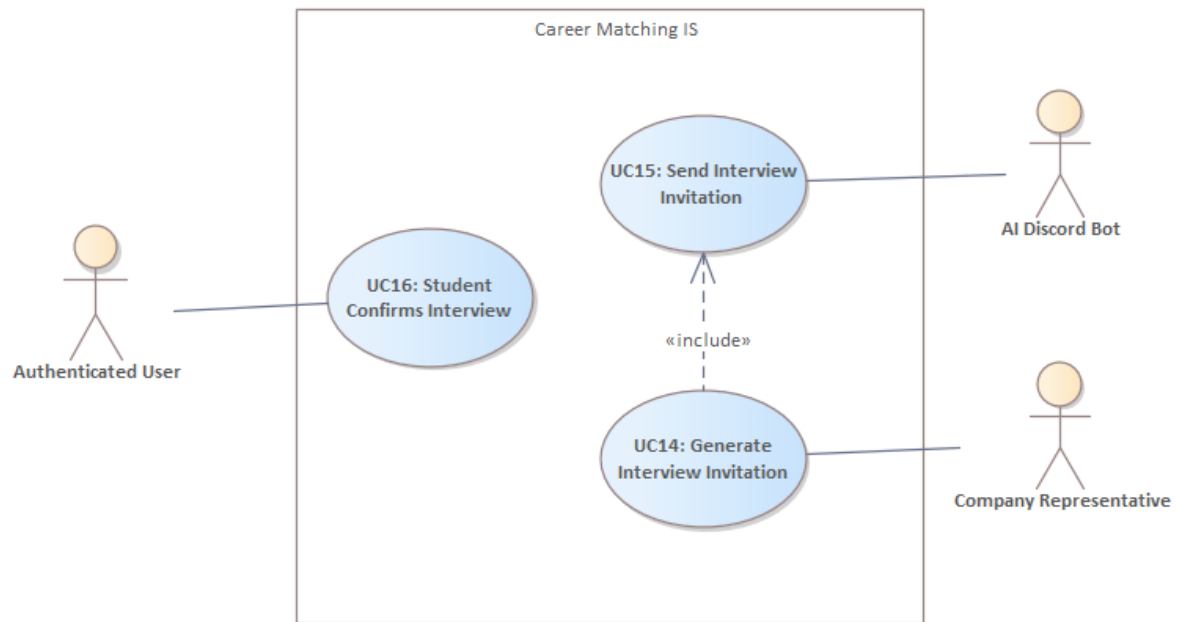 Career Matching IS
UC15: Send Interview
Invitation
AI Discord Bot
UC16: Student
Confirms Interview
Authenticated User
«include»
UC14: Generate
Interview Invitation
Company Representative